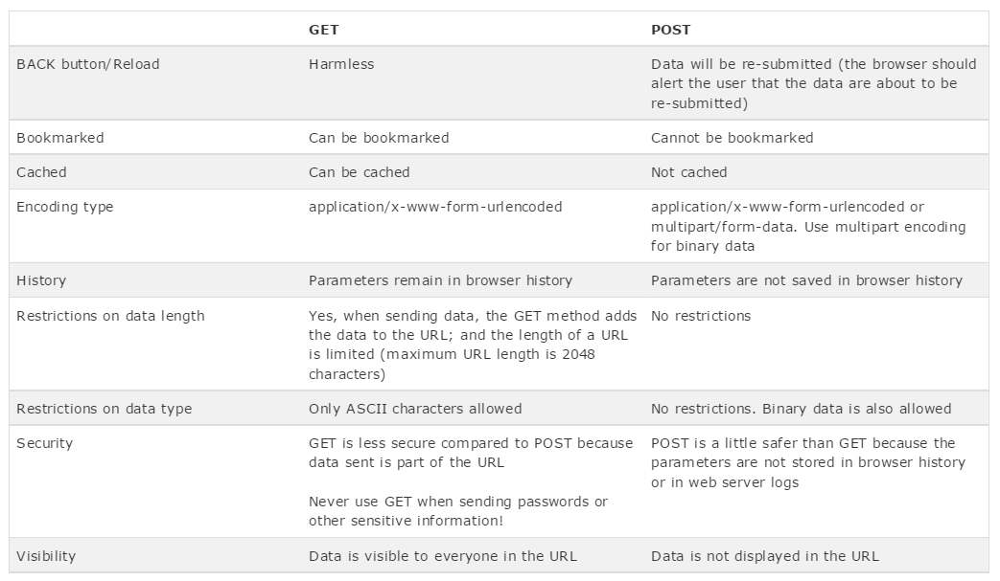 GET POST
BACK button/Reload Harmless Data will be re-submitted (the browser should
alert the user that the data are about to be
re-submitted)
Bookmarked Can be bookmarked Cannot be bookmarked
Cached Can be cached Not cached
Encoding type application/x-www-form-urlencoded application/x-www-form-urlencoded or
multipart/form-data. Use multipart encoding
for binary data
History Parameters remain in browser history Parameters are not saved in browser history
Restrictions on data length Yes, when sending data, the GET method adds No restrictions
the data to the URL; and the length of a URL
is limited (maximum URL length is 2048
characters)
Restrictions on data type Only ASCII characters allowed No restrictions. Binary data is also allowed
Security GET is less secure compared to POST because POST is a little safer than GET because the
data sent is part of the URL parameters are not stored in browser history
or in web server logs
Never use GET when sending passwords or
other sensitive information!
Visibility Data is visible to everyone in the URL Data is not displayed in the URL